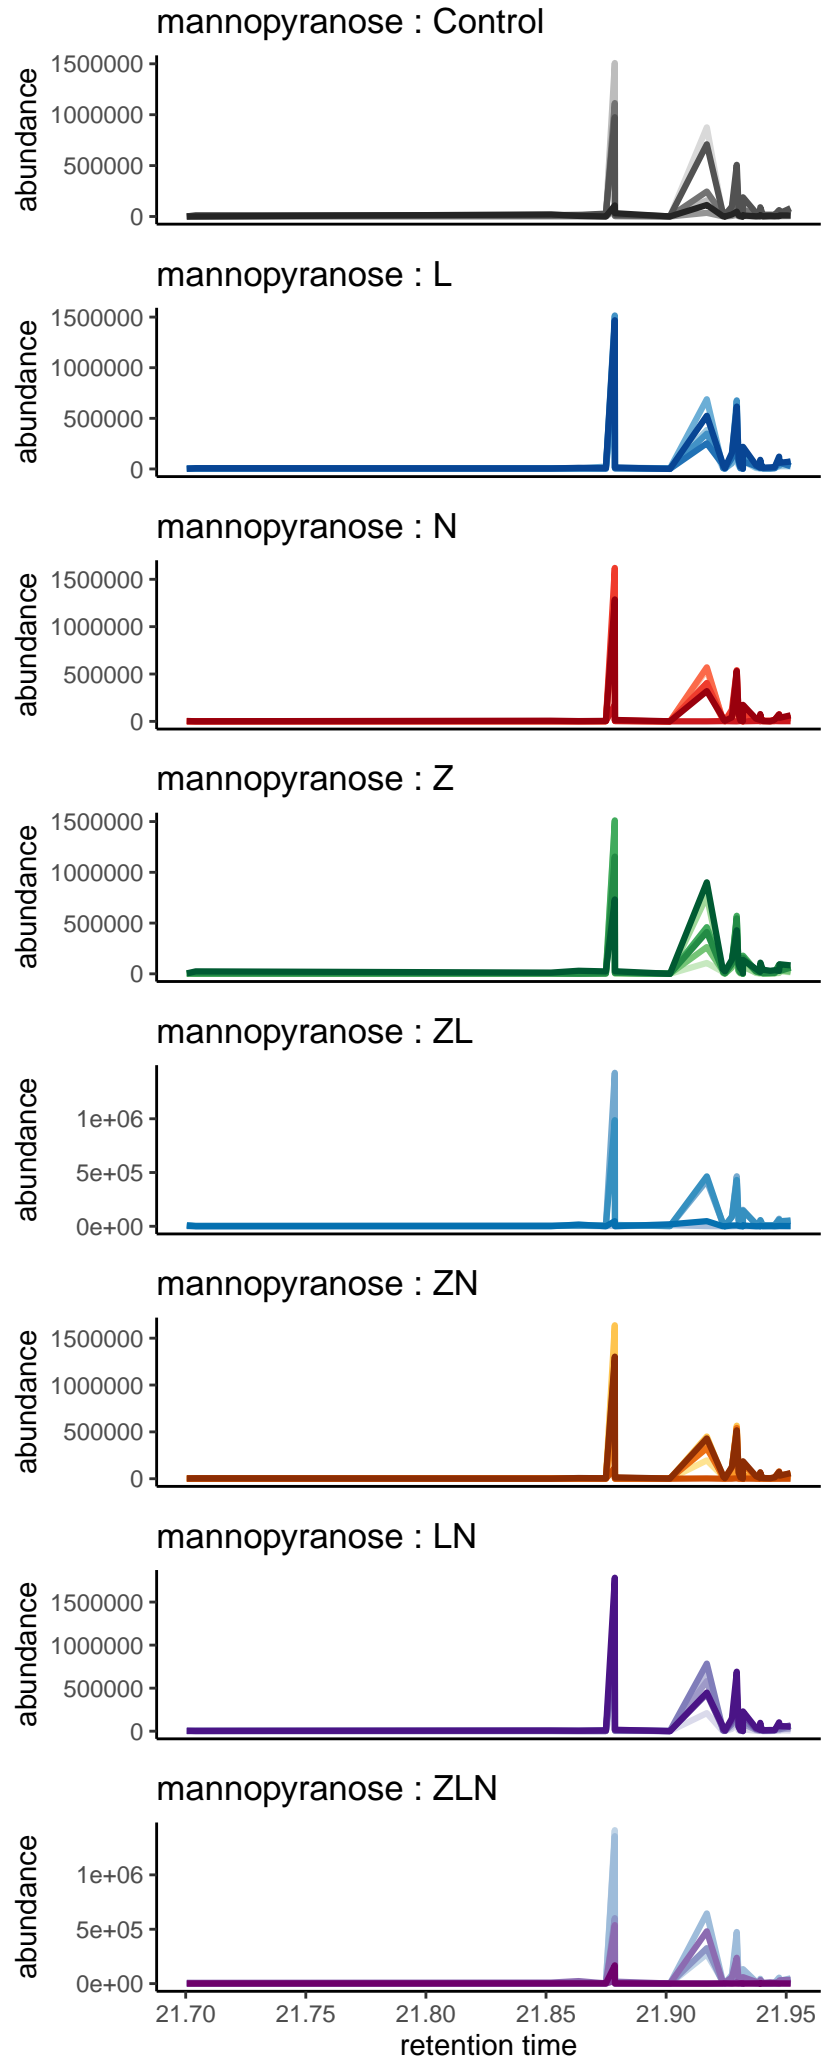 mannopyranose : Control
abundance
1500000
1000000
500000
0
mannopyranose : L
abundance
1500000
1000000
500000
0
mannopyranose : N
abundance
1500000
1000000
500000
0
mannopyranose : Z
abundance
1500000
1000000
500000
0
mannopyranose : ZL
abundance
1e+06
5e+05
0e+00
mannopyranose : ZN
abundance
1500000
1000000
500000
0
mannopyranose : LN
abundance
1500000
1000000
500000
0
mannopyranose : ZLN
abundance
1e+06
5e+05
0e+00
21.70 21.75 21.80 21.85 21.90 21.95
retention time